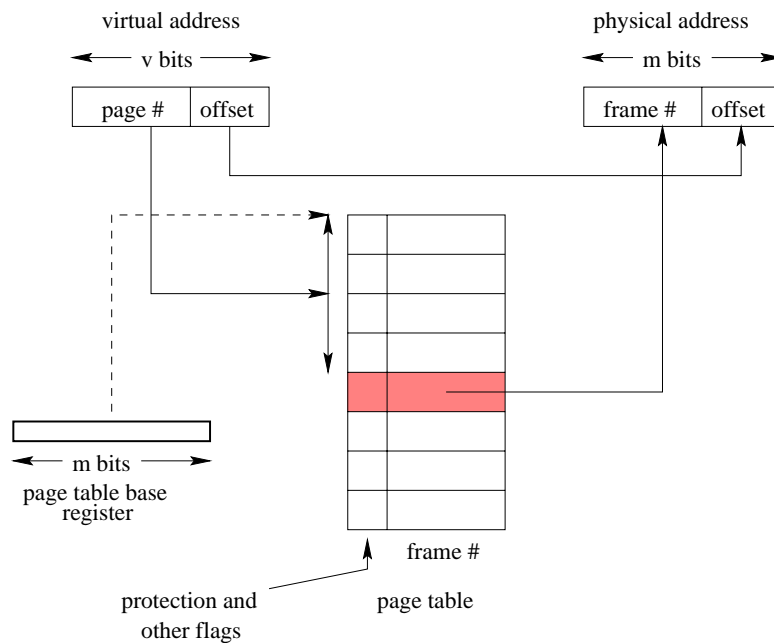 virtual address
physical address
v bits
m bits
page #
offset
frame #
offset
m bits
page table base
register
frame #
protection and
other flags
page table